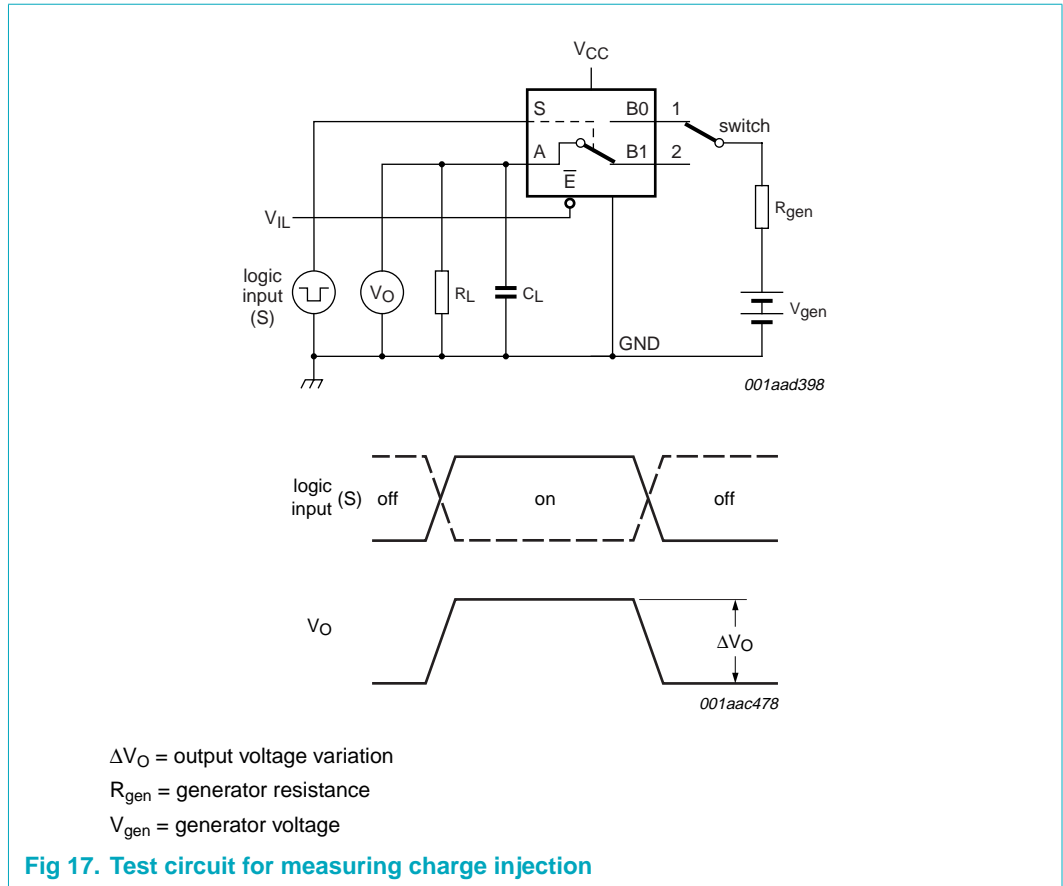 VCC
S B0 1
switch
A B1 2
E
Rgen
VIL
logic
input
(S)
VO RL CL
Vgen
GND
001aad398
logic
input (S) off on off
VO
ΔVO
001aac478
ΔVO = output voltage variation
Rgen = generator resistance
Vgen = generator voltage
Fig 17. Test circuit for measuring charge injection